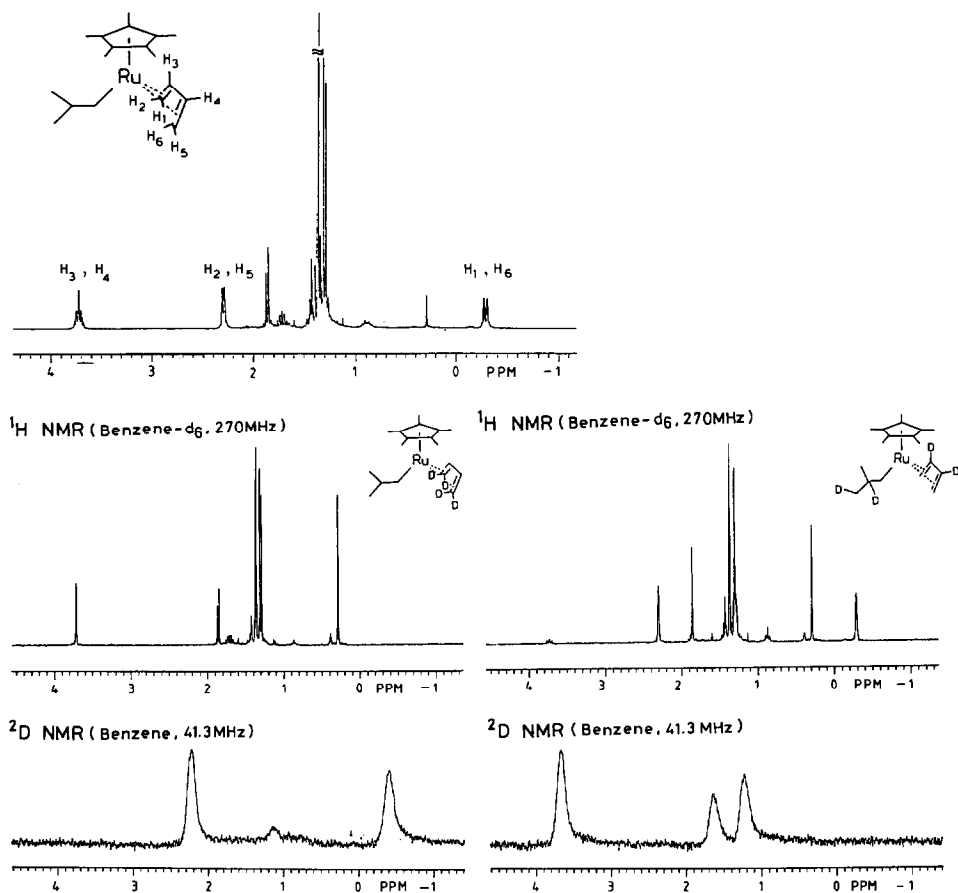 Ru
H3
H2
H1
H4
H6
H5
H3 , H4
H2 , H5
H1 , H6
4 3 2 1 0 PPM -1
¹H NMR (Benzene-d6, 270MHz)
Ru
D
D
D
D
4 3 2 1 0 PPM -1
²D NMR (Benzene, 41.3MHz)
4 3 2 1 0 PPM -1
¹H NMR (Benzene-d6, 270MHz)
Ru
D
D
D
D
4 3 2 1 0 PPM -1
²D NMR (Benzene, 41.3MHz)
4 3 2 1 0 PPM -1